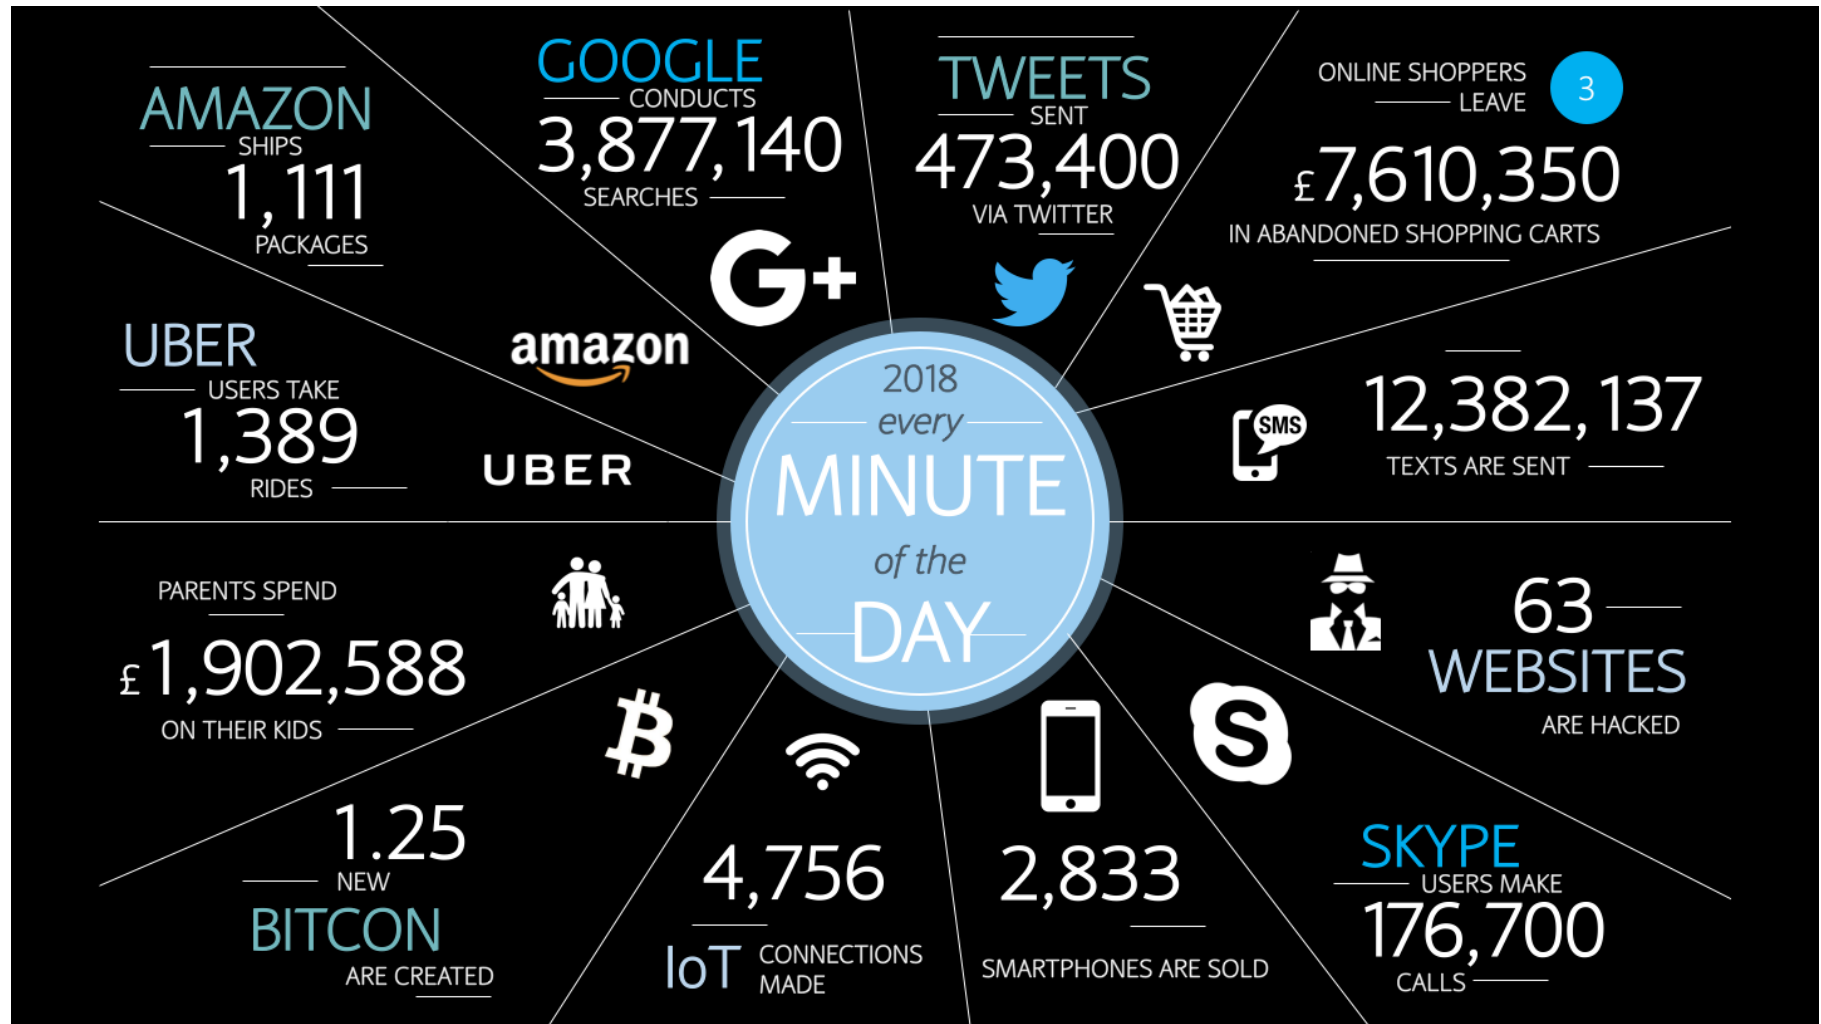 AMAZON
SHIPS
1,111
PACKAGES
amazon
GOOGLE
CONDUCTS
3,877,140
SEARCHES
G+
TWEETS
SENT
473,400
VIA TWITTER
ONLINE SHOPPERS
LEAVE
3
£7,610,350
IN ABANDONED SHOPPING CARTS
UBER
USERS TAKE
1,389
RIDES
UBER
2018
every
MINUTE
of the
DAY
SMS
12,382,137
TEXTS ARE SENT
PARENTS SPEND
£1,902,588
ON THEIR KIDS
63
WEBSITES
ARE HACKED
1.25
NEW
BITCON
ARE CREATED
4,756
IoT CONNECTIONS
MADE
2,833
SMARTPHONES ARE SOLD
S
SKYPE
USERS MAKE
176,700
CALLS